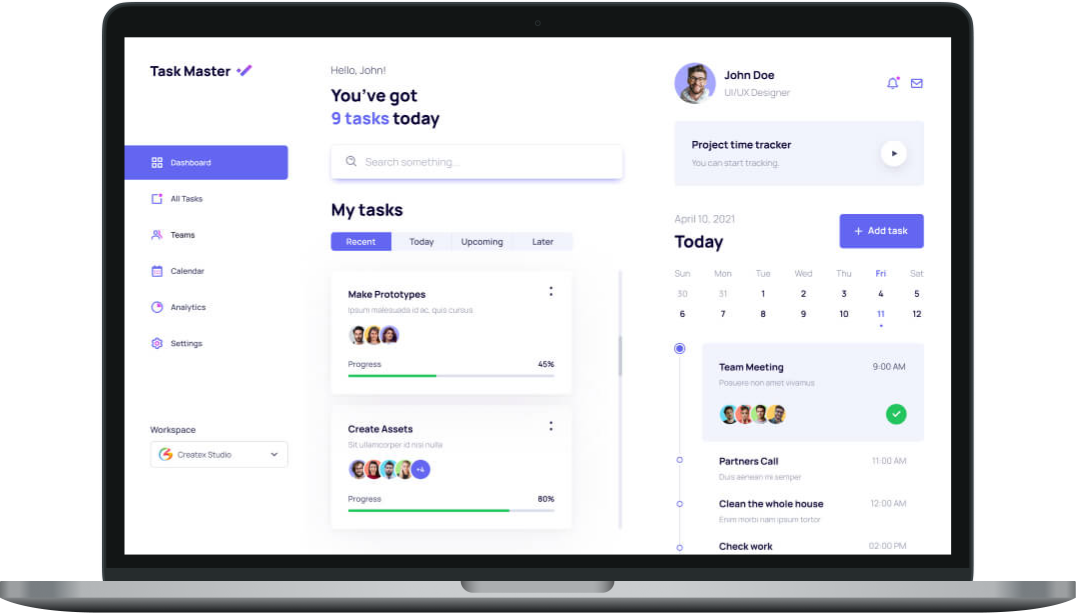 Task Master
Dashboard
All Tasks
Teams
Calendar
Analytics
Settings
Workspace
Createx Studio
Hello, John!
You've got
9 tasks today
Search something...
My tasks
Recent Today Upcoming Later
Make Prototypes
Ipsum malesuada id ac, quis cursus
Progress 45%
Create Assets
Sit ullamcorper id nisi nulla
+4
Progress 80%
John Doe
UI/UX Designer
Project time tracker
You can start tracking.
April 10, 2021
Today
+ Add task
Sun Mon Tue Wed Thu Fri Sat
30 31 1 2 3 4 5
6 7 8 9 10 11 12
Team Meeting 9:00 AM
Posuere non amet vivamus
Partners Call 11:00 AM
Duis aenean mi semper
Clean the whole house 12:00 AM
Enim morbi nam ipsum tortor
Check work 02:00 PM